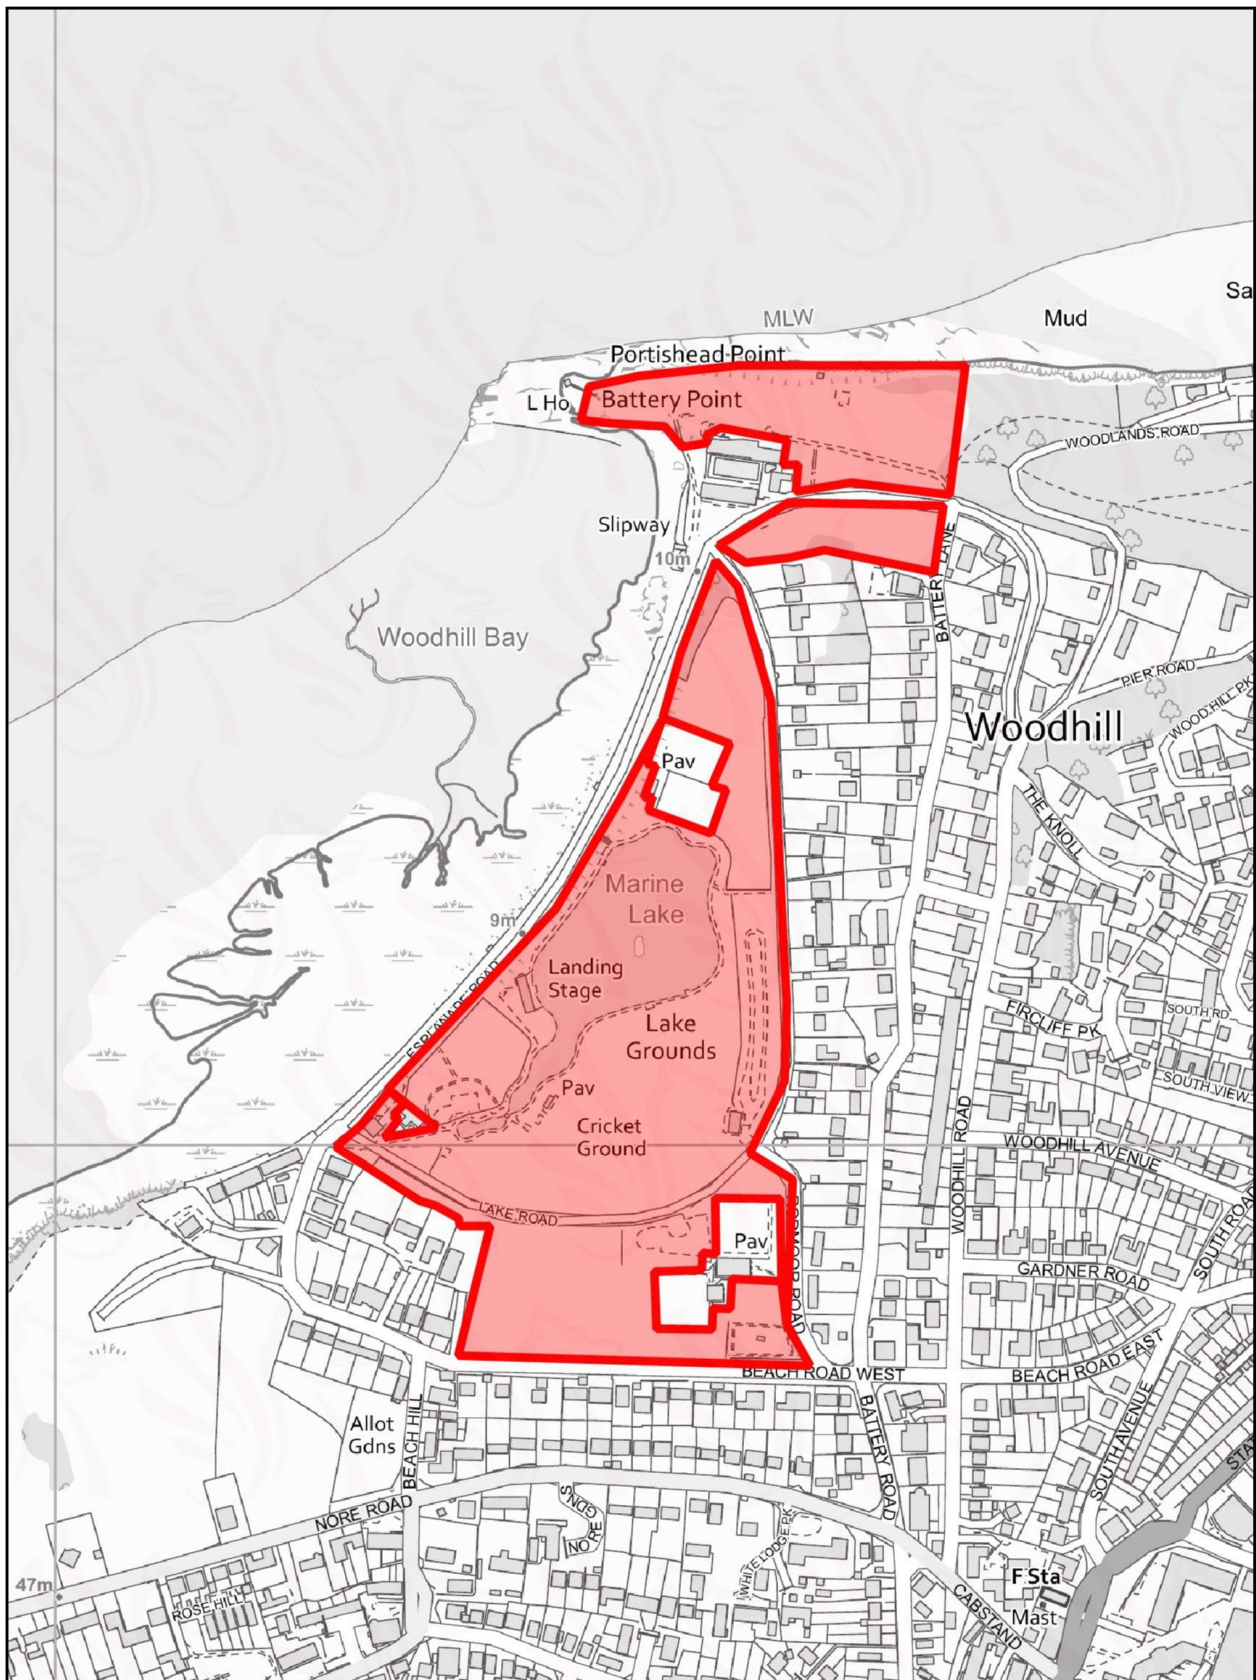 Sa
MLW
Mud
Portishead Point
L Ho
Battery Point
WOODLANDS ROAD
Slipway
10m
BATTERY LANE
Woodhill Bay
PIER ROAD
WOOD HILL PK
Woodhill
Pav
THE KNOLL
Marine
Lake
9m
Landing
Stage
ESPLANADE ROAD
Lake
Grounds
FIRCLIFF PK
SOUTH RD
SOUTH VIEW
Pav
Cricket
Ground
WOODHILL ROAD
WOODHILL AVENUE
LAKE ROAD
Pav
ROAD
SOUTH ROAD
GARDNER ROAD
BEACH ROAD WEST
BEACH ROAD EAST
Allot
Gdns
BEACH HILL
BATTERY ROAD
SOUTH AVENUE
STA
NORE ROAD
NORE GDNS
WHITE LODGE PK
47m
ROSE HILL
F Sta
Mast
CABSTAND